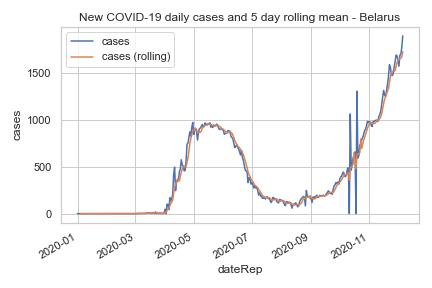 New COVID-19 daily cases and 5 day rolling mean - Belarus
cases
cases (rolling)
1500
1000
500
0
cases
2020-01
2020-03
2020-05
2020-07
2020-09
2020-11
dateRep